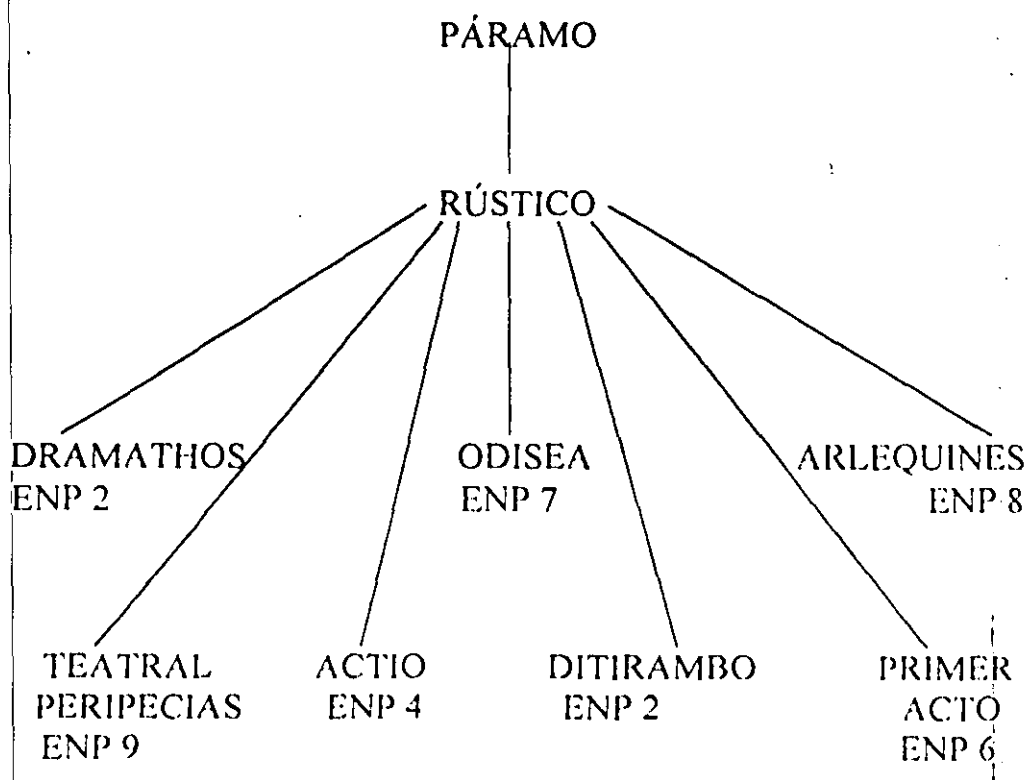 PÁRAMO
RÚSTICO
DRAMATHOS
ENP 2
ODISEA
ENP 7
ARLEQUINES
ENP 8
TEATRAL
PERIPECIAS
ENP 9
ACTIO
ENP 4
DITIRAMBO
ENP 2
PRIMER
ACTO
ENP 6